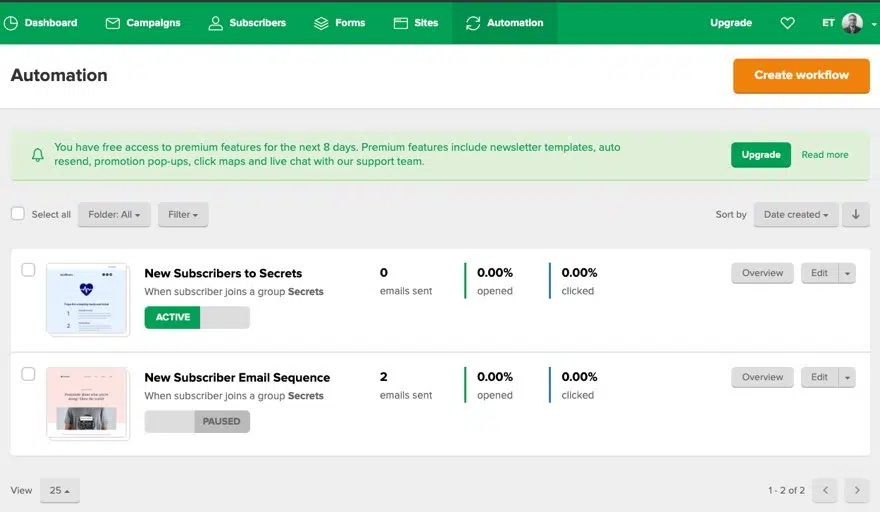 Dashboard Campaigns Subscribers Forms Sites Automation Upgrade ET
Automation
Create workflow
You have free access to premium features for the next 8 days. Premium features include newsletter templates, auto
resend, promotion pop-ups, click maps and live chat with our support team.
Upgrade Read more
Select all Folder: All Filter Sort by Date created
New Subscribers to Secrets 0 0.00% 0.00% Overview Edit
When subscriber joins a group Secrets emails sent opened clicked
ACTIVE
1
2
New Subscriber Email Sequence 2 0.00% 0.00% Overview Edit
When subscriber joins a group Secrets emails sent opened clicked
PAUSED
View 25 1 - 2 of 2